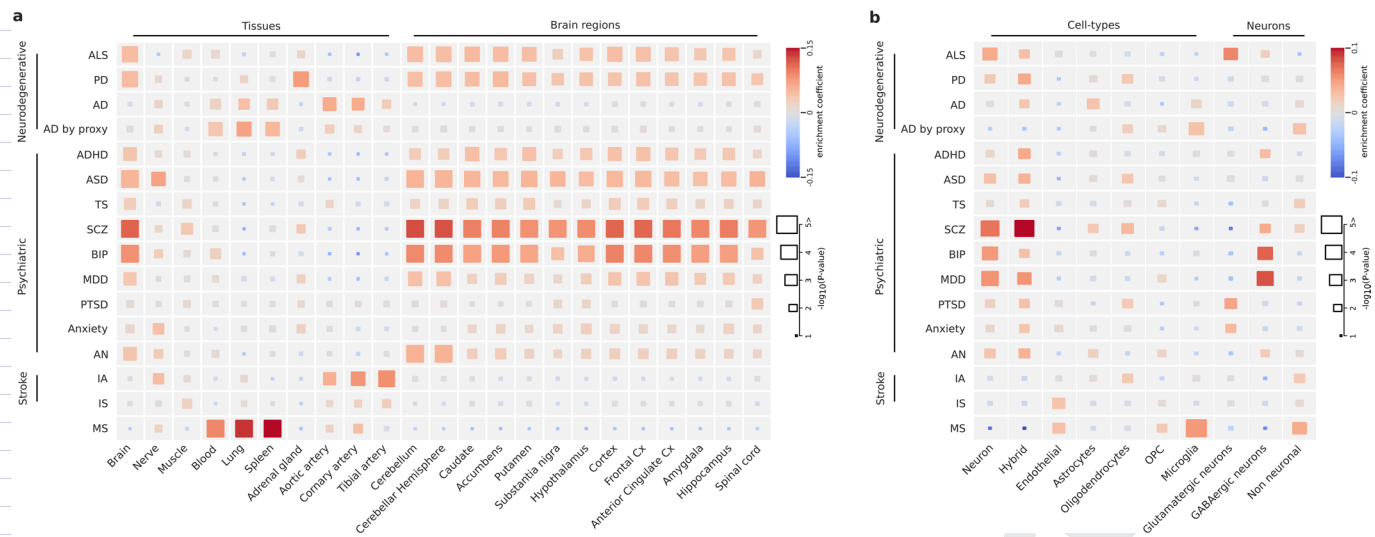 a
Tissues
Brain regions
Neurodegenerative
Psychiatric
Stroke
ALS
PD
AD
AD by proxy
ADHD
ASD
TS
SCZ
BIP
MDD
PTSD
Anxiety
AN
IA
IS
MS
Brain
Nerve
Muscle
Blood
Lung
Spleen
Adrenal gland
Aortic artery
Cornary artery
Tibial artery
Cerebellum
Cerebellar Hemisphere
Caudate
Accumbens
Putamen
Substantia nigra
Hypothalamus
Cortex
Frontal Cx
Anterior Cingulate Cx
Amygdala
Hippocampus
Spinal cord
0.15
0
-0.15
enrichment coefficient
5>
4
3
2
1
-log10(P-value)
b
Cell-types
Neurons
Neurodegenerative
Psychiatric
Stroke
ALS
PD
AD
AD by proxy
ADHD
ASD
TS
SCZ
BIP
MDD
PTSD
Anxiety
AN
IA
IS
MS
Neuron
Hybrid
Endothelial
Astrocytes
Oligodendrocytes
OPC
Microglia
Glutamatergic neurons
GABAergic neurons
Non neuronal
0.1
0
-0.1
enrichment coefficient
5>
4
3
2
1
-log10(P-value)